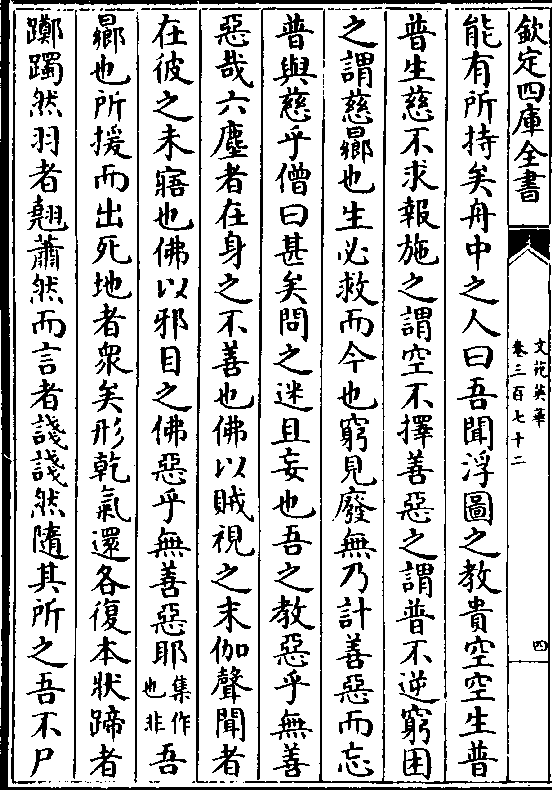 欽定四庫全書
文苑英華
卷三百七十二
四
能有所持矣舟中之人曰吾聞浮圖之教貴空空生普
普生慈不求報施之謂空不擇善惡之謂普不逆窮困
之謂慈曏也生必救而今也窮見廢無乃計善惡而忘
普與慈乎僧曰甚矣問之迷且妄也吾之教惡乎無善
惡哉六塵者在身之不善也佛以賊視之末伽聲聞者
在彼之未寤也佛以邪目之佛惡乎無善惡耶集作也非吾
曏也所援而出死地者衆矣形乾氣還各復本狀蹄者
躑躅然羽者翹蕭然而言者諓諓然隨其所之吾不尸